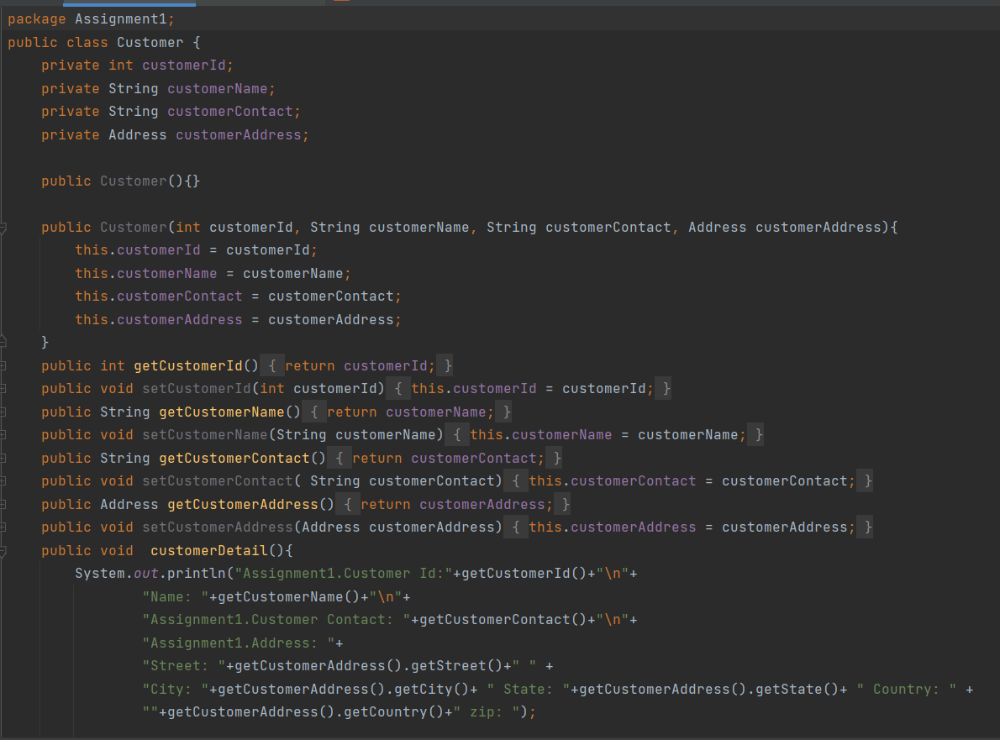 package Assignment1;
public class Customer {
    private int customerId;
    private String customerName;
    private String customerContact;
    private Address customerAddress;

    public Customer(){}

    public Customer(int customerId, String customerName, String customerContact, Address customerAddress){
        this.customerId = customerId;
        this.customerName = customerName;
        this.customerContact = customerContact;
        this.customerAddress = customerAddress;
    }
    public int getCustomerId() { return customerId; }
    public void setCustomerId(int customerId) { this.customerId = customerId; }
    public String getCustomerName() { return customerName; }
    public void setCustomerName(String customerName) { this.customerName = customerName; }
    public String getCustomerContact() { return customerContact; }
    public void setCustomerContact( String customerContact) { this.customerContact = customerContact; }
    public Address getCustomerAddress() { return customerAddress; }
    public void setCustomerAddress(Address customerAddress) { this.customerAddress = customerAddress; }
    public void  customerDetail(){
        System.out.println("Assignment1.Customer Id:"+getCustomerId()+"\n"+
                "Name: "+getCustomerName()+"\n"+
                "Assignment1.Customer Contact: "+getCustomerContact()+"\n"+
                "Assignment1.Address: "+
                "Street: "+getCustomerAddress().getStreet()+" " +
                "City: "+getCustomerAddress().getCity()+ " State: "+getCustomerAddress().getState()+ " Country: " +
                ""+getCustomerAddress().getCountry()+" zip: ");